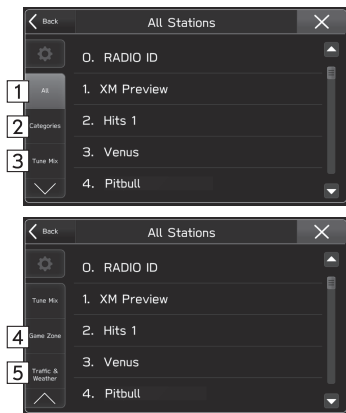 Back
All Stations
0. RADIO ID
1
All
1. XM Preview
2
Categories
2. Hits 1
3
Tune Mix
3. Venus
4. Pitbull
Back
All Stations
0. RADIO ID
Tune Mix
1. XM Preview
4
Game Zone
2. Hits 1
5
Traffic &
Weather
3. Venus
4. Pitbull